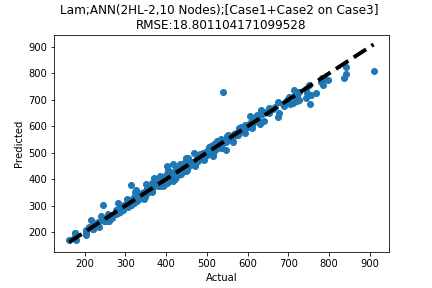 Lam;ANN(2HL-2,10 Nodes);[Case1+Case2 on Case3]
RMSE:18.801104171099528
900
800
700
600
500
400
300
200
Predicted
200 300 400 500 600 700 800 900
Actual